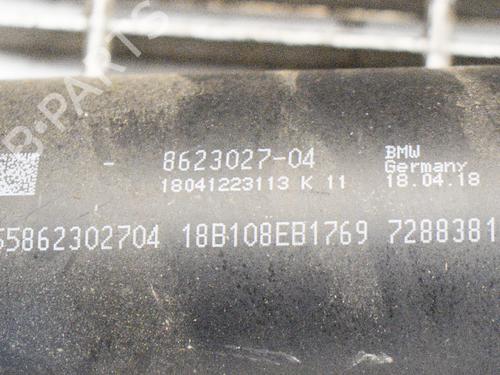 B-PARTS
- 8623027-04 BMW
Germany
18041223113 K 11 18.04.18
55862302704 18B108EB1769 7288381